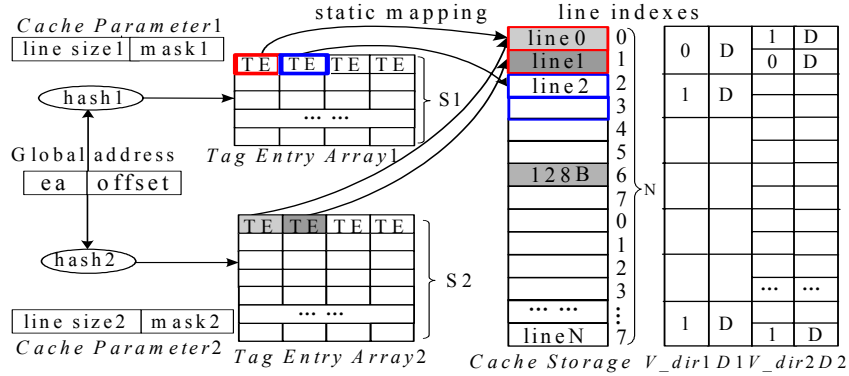 static mapping
line indexes
Cache Parameter1
line size1 mask1
TE TE TE TE
... ...
S1
hash1
Global address
ea offset
hash2
Tag Entry Array1
TE TE TE TE
... ...
S2
line size2 mask2
Cache Parameter2
Tag Entry Array2
line0 0
line1 1
line2 2
3
4
5
128B 6
7
0
1
2
3
... ... :
lineN 7
N
Cache Storage
0 D 1 D
0 D
1 D
... ...
1 D
1 D
V_dir1 D1 V_dir2 D2